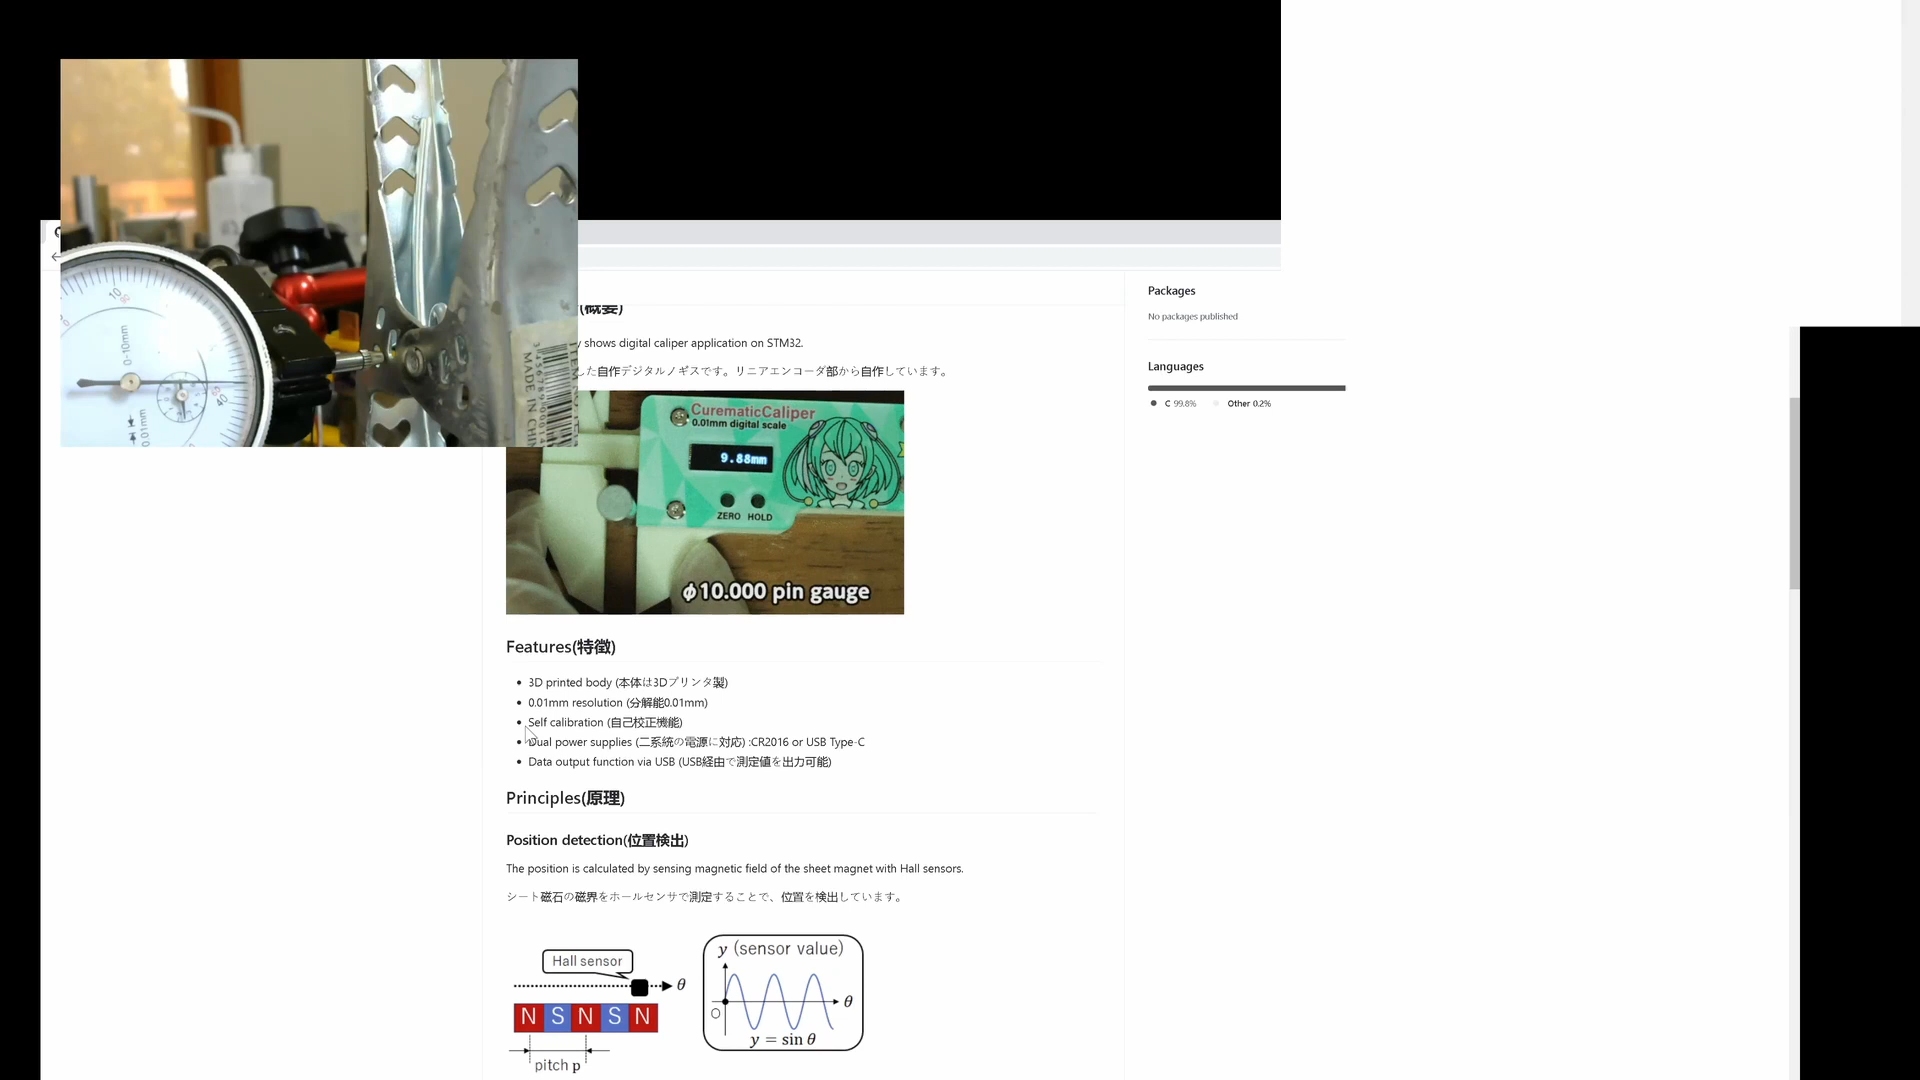 10
90
0-10mm
0.01mm
40
60
MADE IN CHIN
(概要)
shows digital caliper application on STM32.
した自作デジタルノギスです。リニアエンコーダ部から自作しています。
CurematicCaliper
0.01mm digital scale
9.88mm
ZERO HOLD
ϕ10.000 pin gauge
Features(特徴)
3D printed body (本体は3Dプリンタ製)
0.01mm resolution (分解能0.01mm)
Self calibration (自己校正機能)
Dual power supplies (二系統の電源に対応) :CR2016 or USB Type-C
Data output function via USB (USB経由で測定値を出力可能)
Principles(原理)
Position detection(位置検出)
The position is calculated by sensing magnetic field of the sheet magnet with Hall sensors.
シート磁石の磁界をホールセンサで測定することで、位置を検出しています。
Hall sensor
θ
N S N S N
pitch p
y (sensor value)
θ
O
y = sin θ
Packages
No packages published
Languages
C 99.8% Other 0.2%